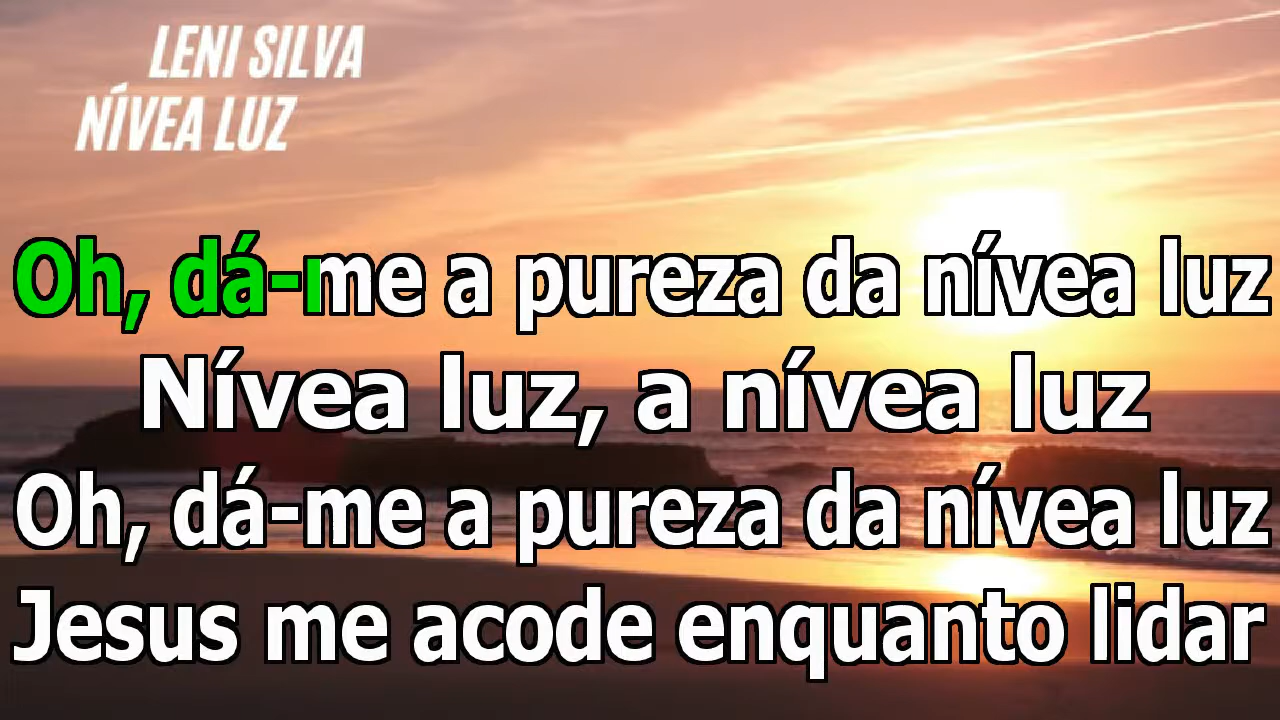 LENI SILVA
NÍVEA LUZ
Oh, dá-me a pureza da nívea luz
Nívea luz, a nívea luz
Oh, dá-me a pureza da nívea luz
Jesus me acode enquanto lidar